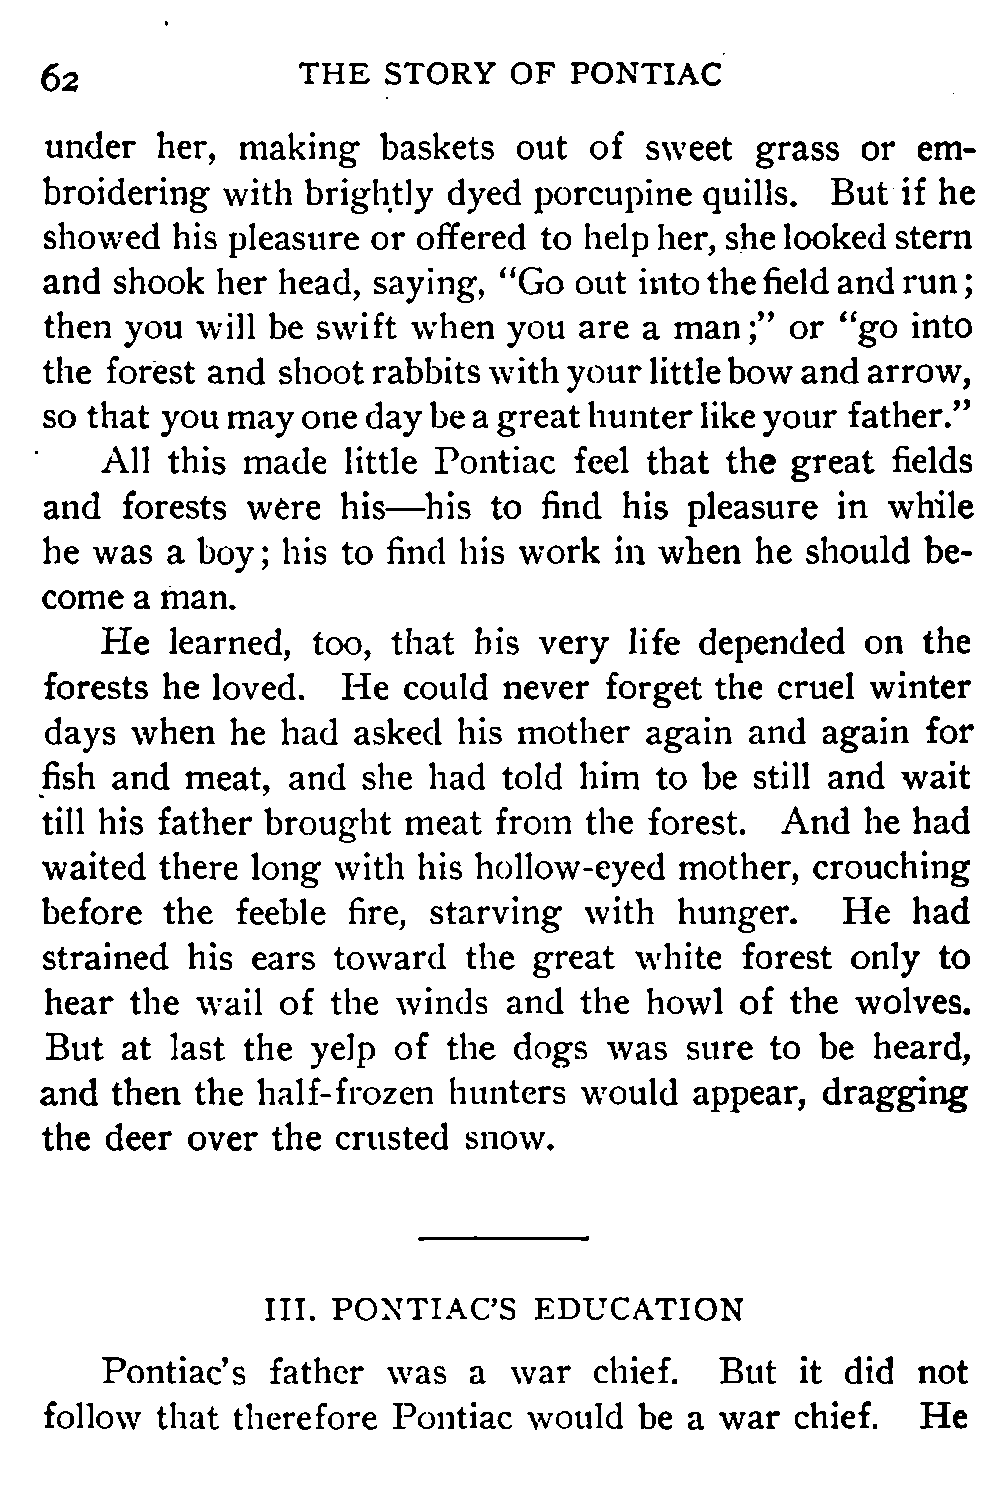 62 THE STORY OF PONTIAC
under her, making baskets out of sweet grass or em-
broidering with brightly dyed porcupine quills. But if he
showed his pleasure or offered to help her, she looked stern
and shook her head, saying, “Go out into the field and run;
then you will be swift when you are a man;” or “go into
the forest and shoot rabbits with your little bow and arrow,
so that you may one day be a great hunter like your father.”
All this made little Pontiac feel that the great fields
and forests were his—his to find his pleasure in while
he was a boy; his to find his work in when he should be-
come a man.
He learned, too, that his very life depended on the
forests he loved. He could never forget the cruel winter
days when he had asked his mother again and again for
fish and meat, and she had told him to be still and wait
till his father brought meat from the forest. And he had
waited there long with his hollow-eyed mother, crouching
before the feeble fire, starving with hunger. He had
strained his ears toward the great white forest only to
hear the wail of the winds and the howl of the wolves.
But at last the yelp of the dogs was sure to be heard,
and then the half-frozen hunters would appear, dragging
the deer over the crusted snow.
III. PONTIAC’S EDUCATION
Pontiac’s father was a war chief. But it did not
follow that therefore Pontiac would be a war chief. He